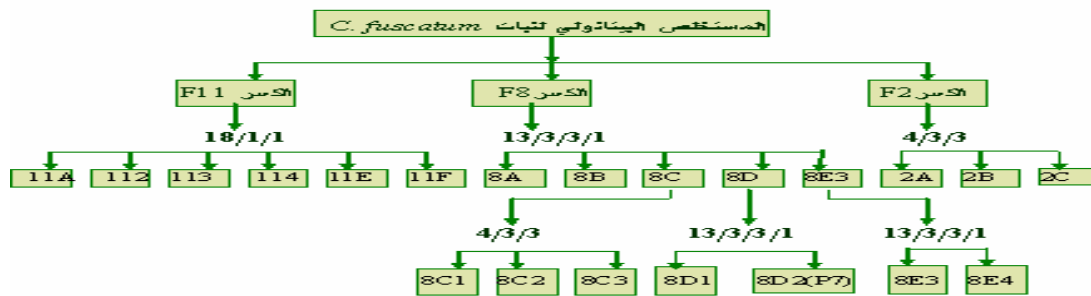 المستخلص البيتانولي لنبات C. fuscatum
الكسر F11 الكسر F8 الكسر F2
18/1/1 13/3/3/1 4/3/3
11A 112 113 114 11E 11F 8A 8B 8C 8D 8E3 2A 2B 2C
4/3/3 13/3/3/1 13/3/3/1
8C1 8C2 8C3 8D1 8D2(P7) 8E3 8E4